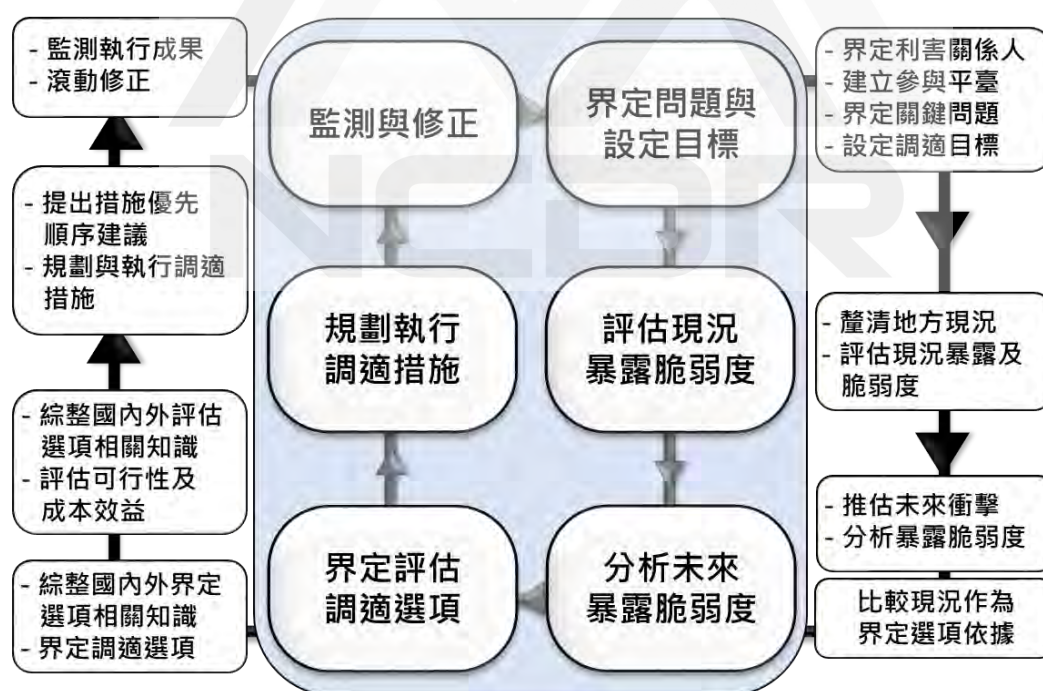 - 監測執行成果
- 滾動修正
- 提出措施優先
順序建議
- 規劃與執行調適
措施
- 綜整國內外評估
選項相關知識
- 評估可行性及
成本效益
- 綜整國內外界定
選項相關知識
- 界定調適選項
監測與修正
界定問題與
設定目標
規劃執行
調適措施
評估現況
暴露脆弱度
界定評估
調適選項
分析未來
暴露脆弱度
- 界定利害關係人
- 建立參與平臺
- 界定關鍵問題
- 設定調適目標
- 釐清地方現況
- 評估現況暴露及
脆弱度
- 推估未來衝擊
- 分析暴露脆弱度
比較現況作為
界定選項依據
NCDR